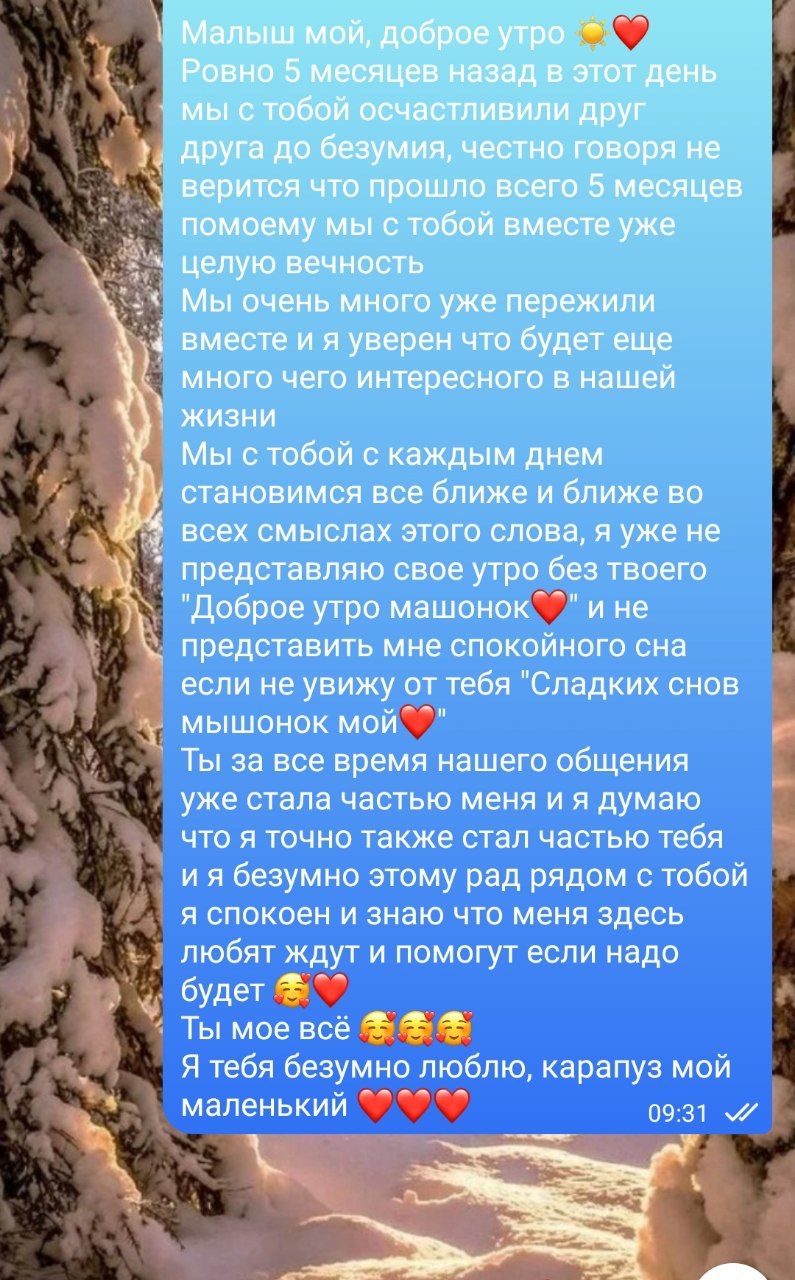 Малыш мой, доброе утро ☀️❤️
Ровно 5 месяцев назад в этот день
мы с тобой осчастливили друг
друга до безумия, честно говоря не
верится что прошло всего 5 месяцев
помоему мы с тобой вместе уже
целую вечность
Мы очень много уже пережили
вместе и я уверен что будет еще
много чего интересного в нашей
жизни
Мы с тобой с каждым днем
становимся все ближе и ближе во
всех смыслах этого слова, я уже не
представляю свое утро без твоего
"Доброе утро машонок❤️" и не
представить мне спокойного сна
если не увижу от тебя "Сладких снов
мышонок мой❤️"
Ты за все время нашего общения
уже стала частью меня и я думаю
что я точно также стал частью тебя
и я безумно этому рад рядом с тобой
я спокоен и знаю что меня здесь
любят ждут и помогут если надо
будет 🥰❤️
Ты мое всё 🥰🥰🥰
Я тебя безумно люблю, карапуз мой
маленький ❤️❤️❤️
09:31